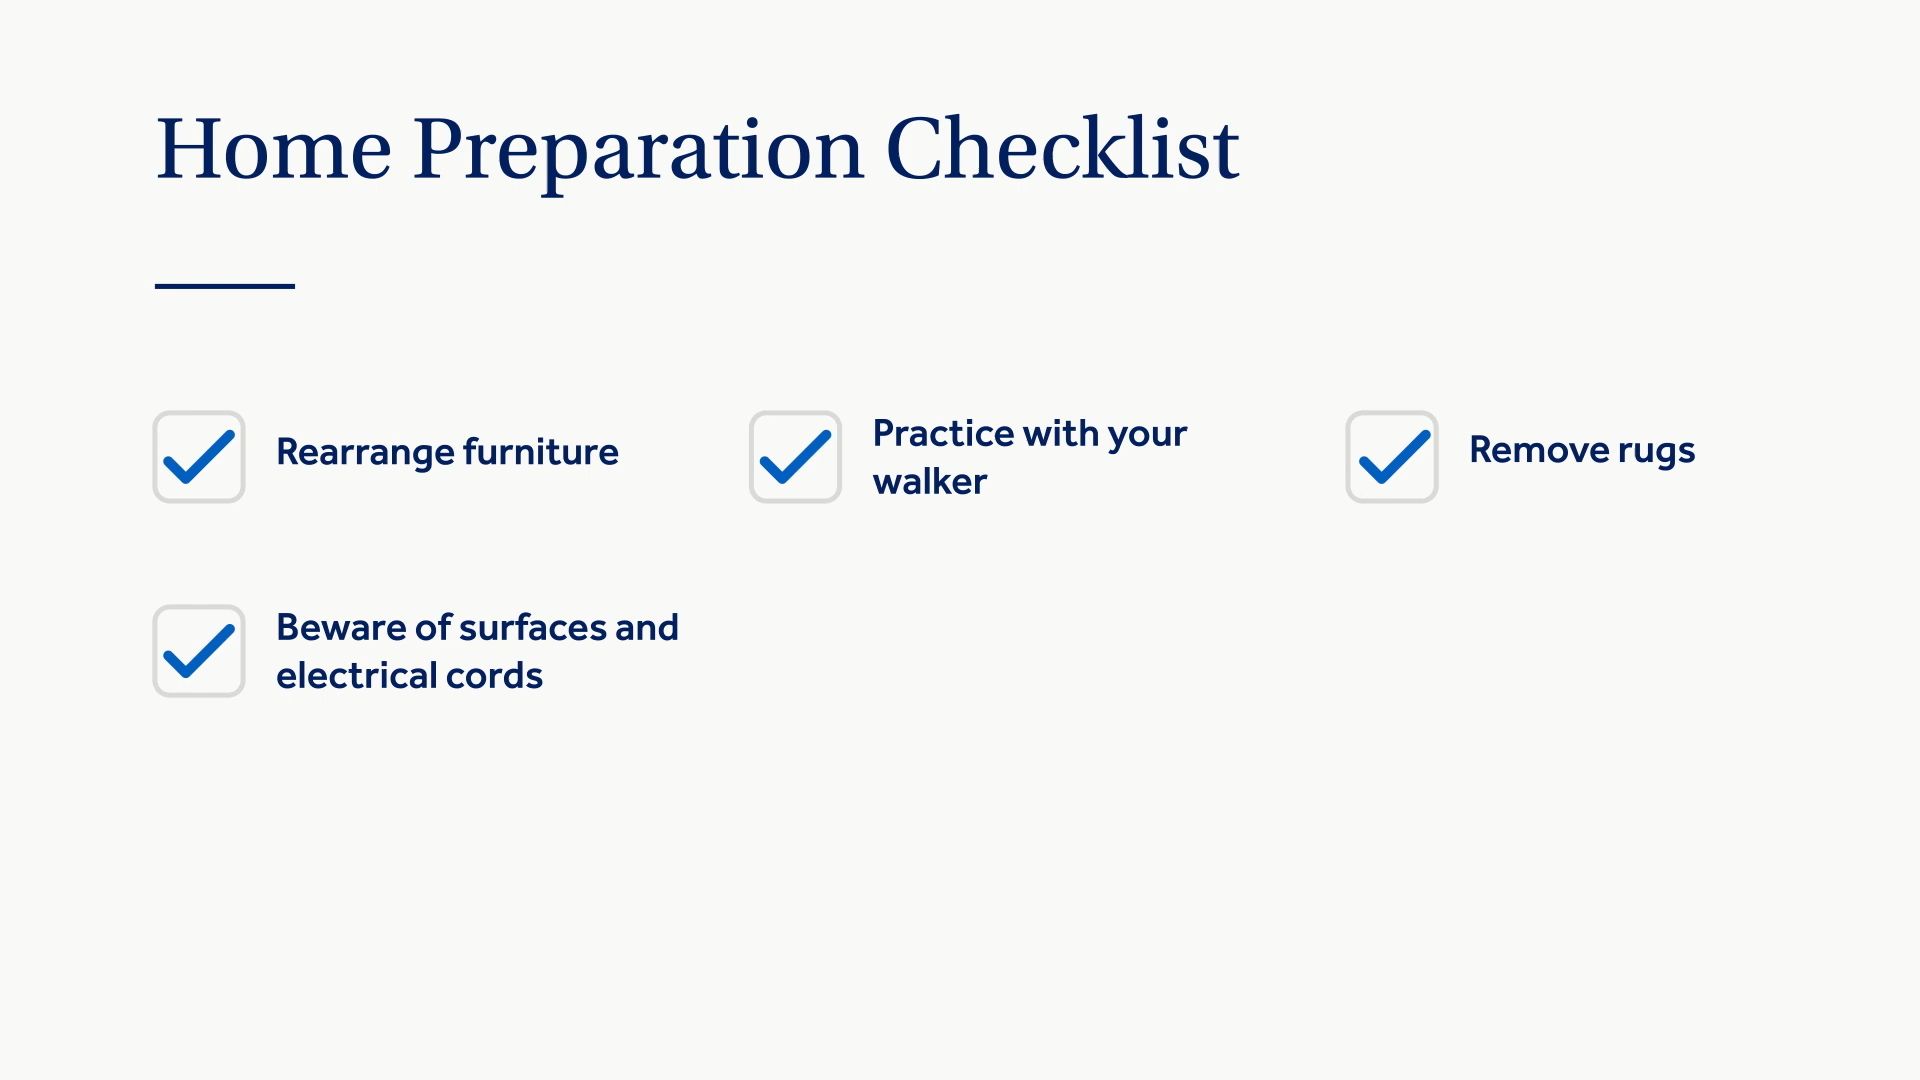 Home Preparation Checklist
Rearrange furniture
Practice with your
walker
Remove rugs
Beware of surfaces and
electrical cords